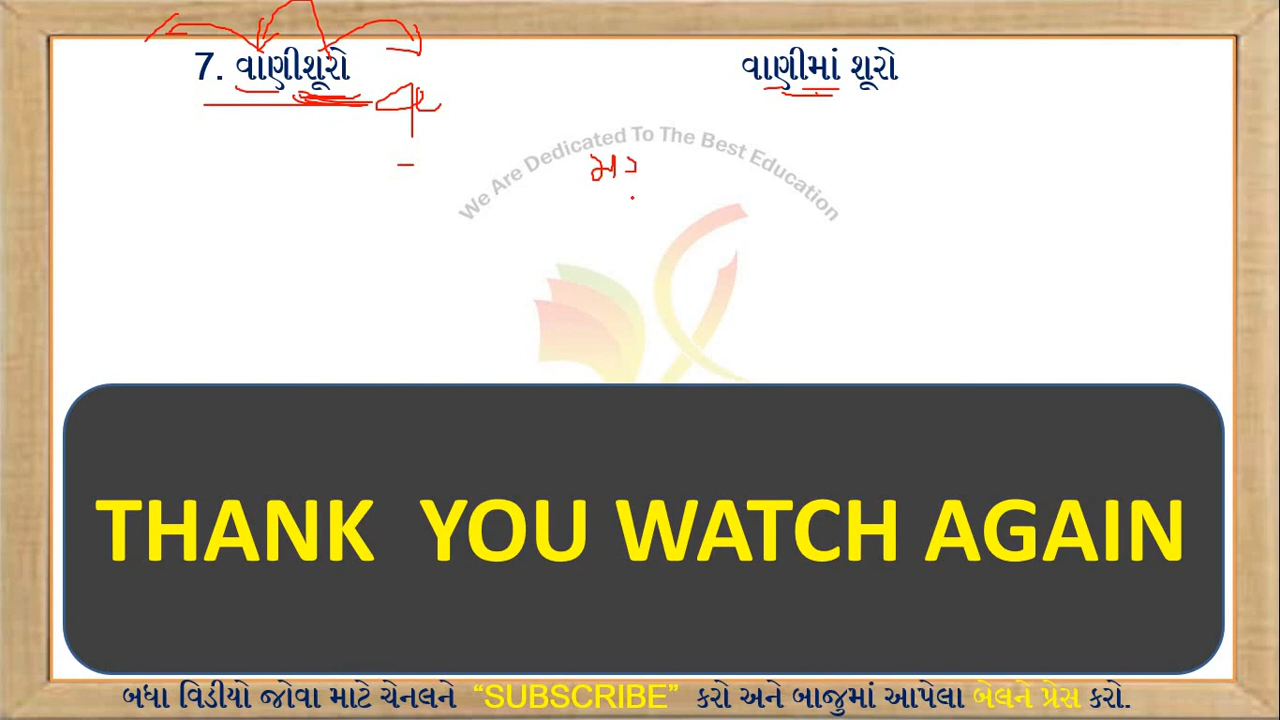 7. વાણીશૂરો વાણીમાં શૂરો
We Are Dedicated To The Best Education
THANK YOU WATCH AGAIN
બધા વિડીયો જોવા માટે ચેનલને “SUBSCRIBE” કરો અને બાજુમાં આપેલા બેલને પ્રેસ કરો.